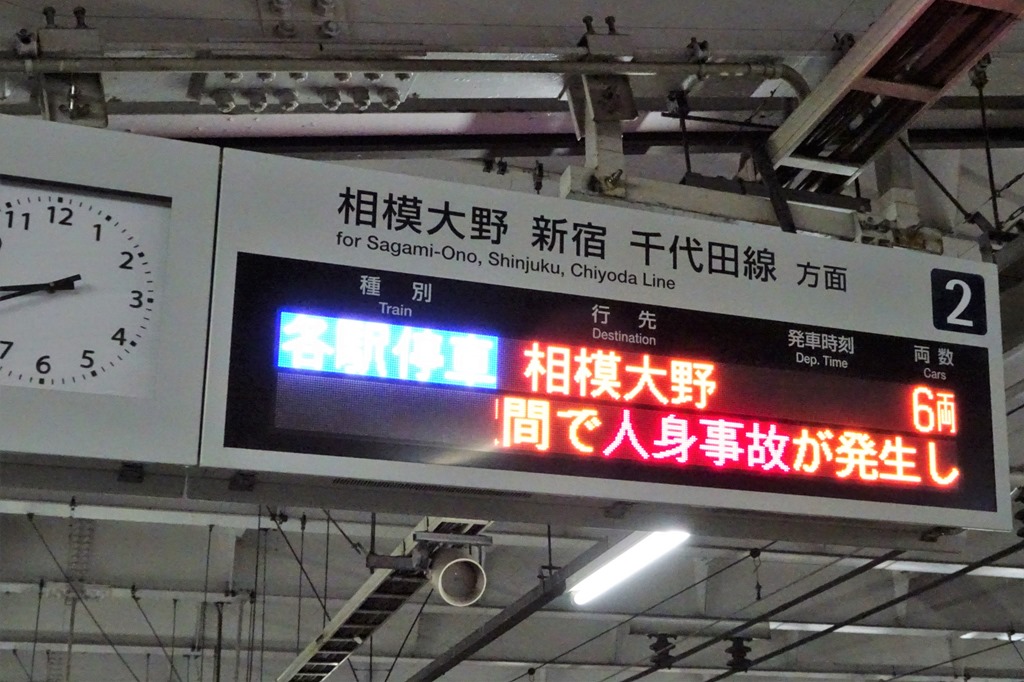 相模大野 新宿 千代田線 方面
for Sagami-Ono, Shinjuku, Chiyoda Line
2
種別 行先 発車時刻 両数
Train Destination Dep. Time Cars
各駅停車 相模大野 6両
間で人身事故が発生し
11 12 1
2
3
4
5
6
7